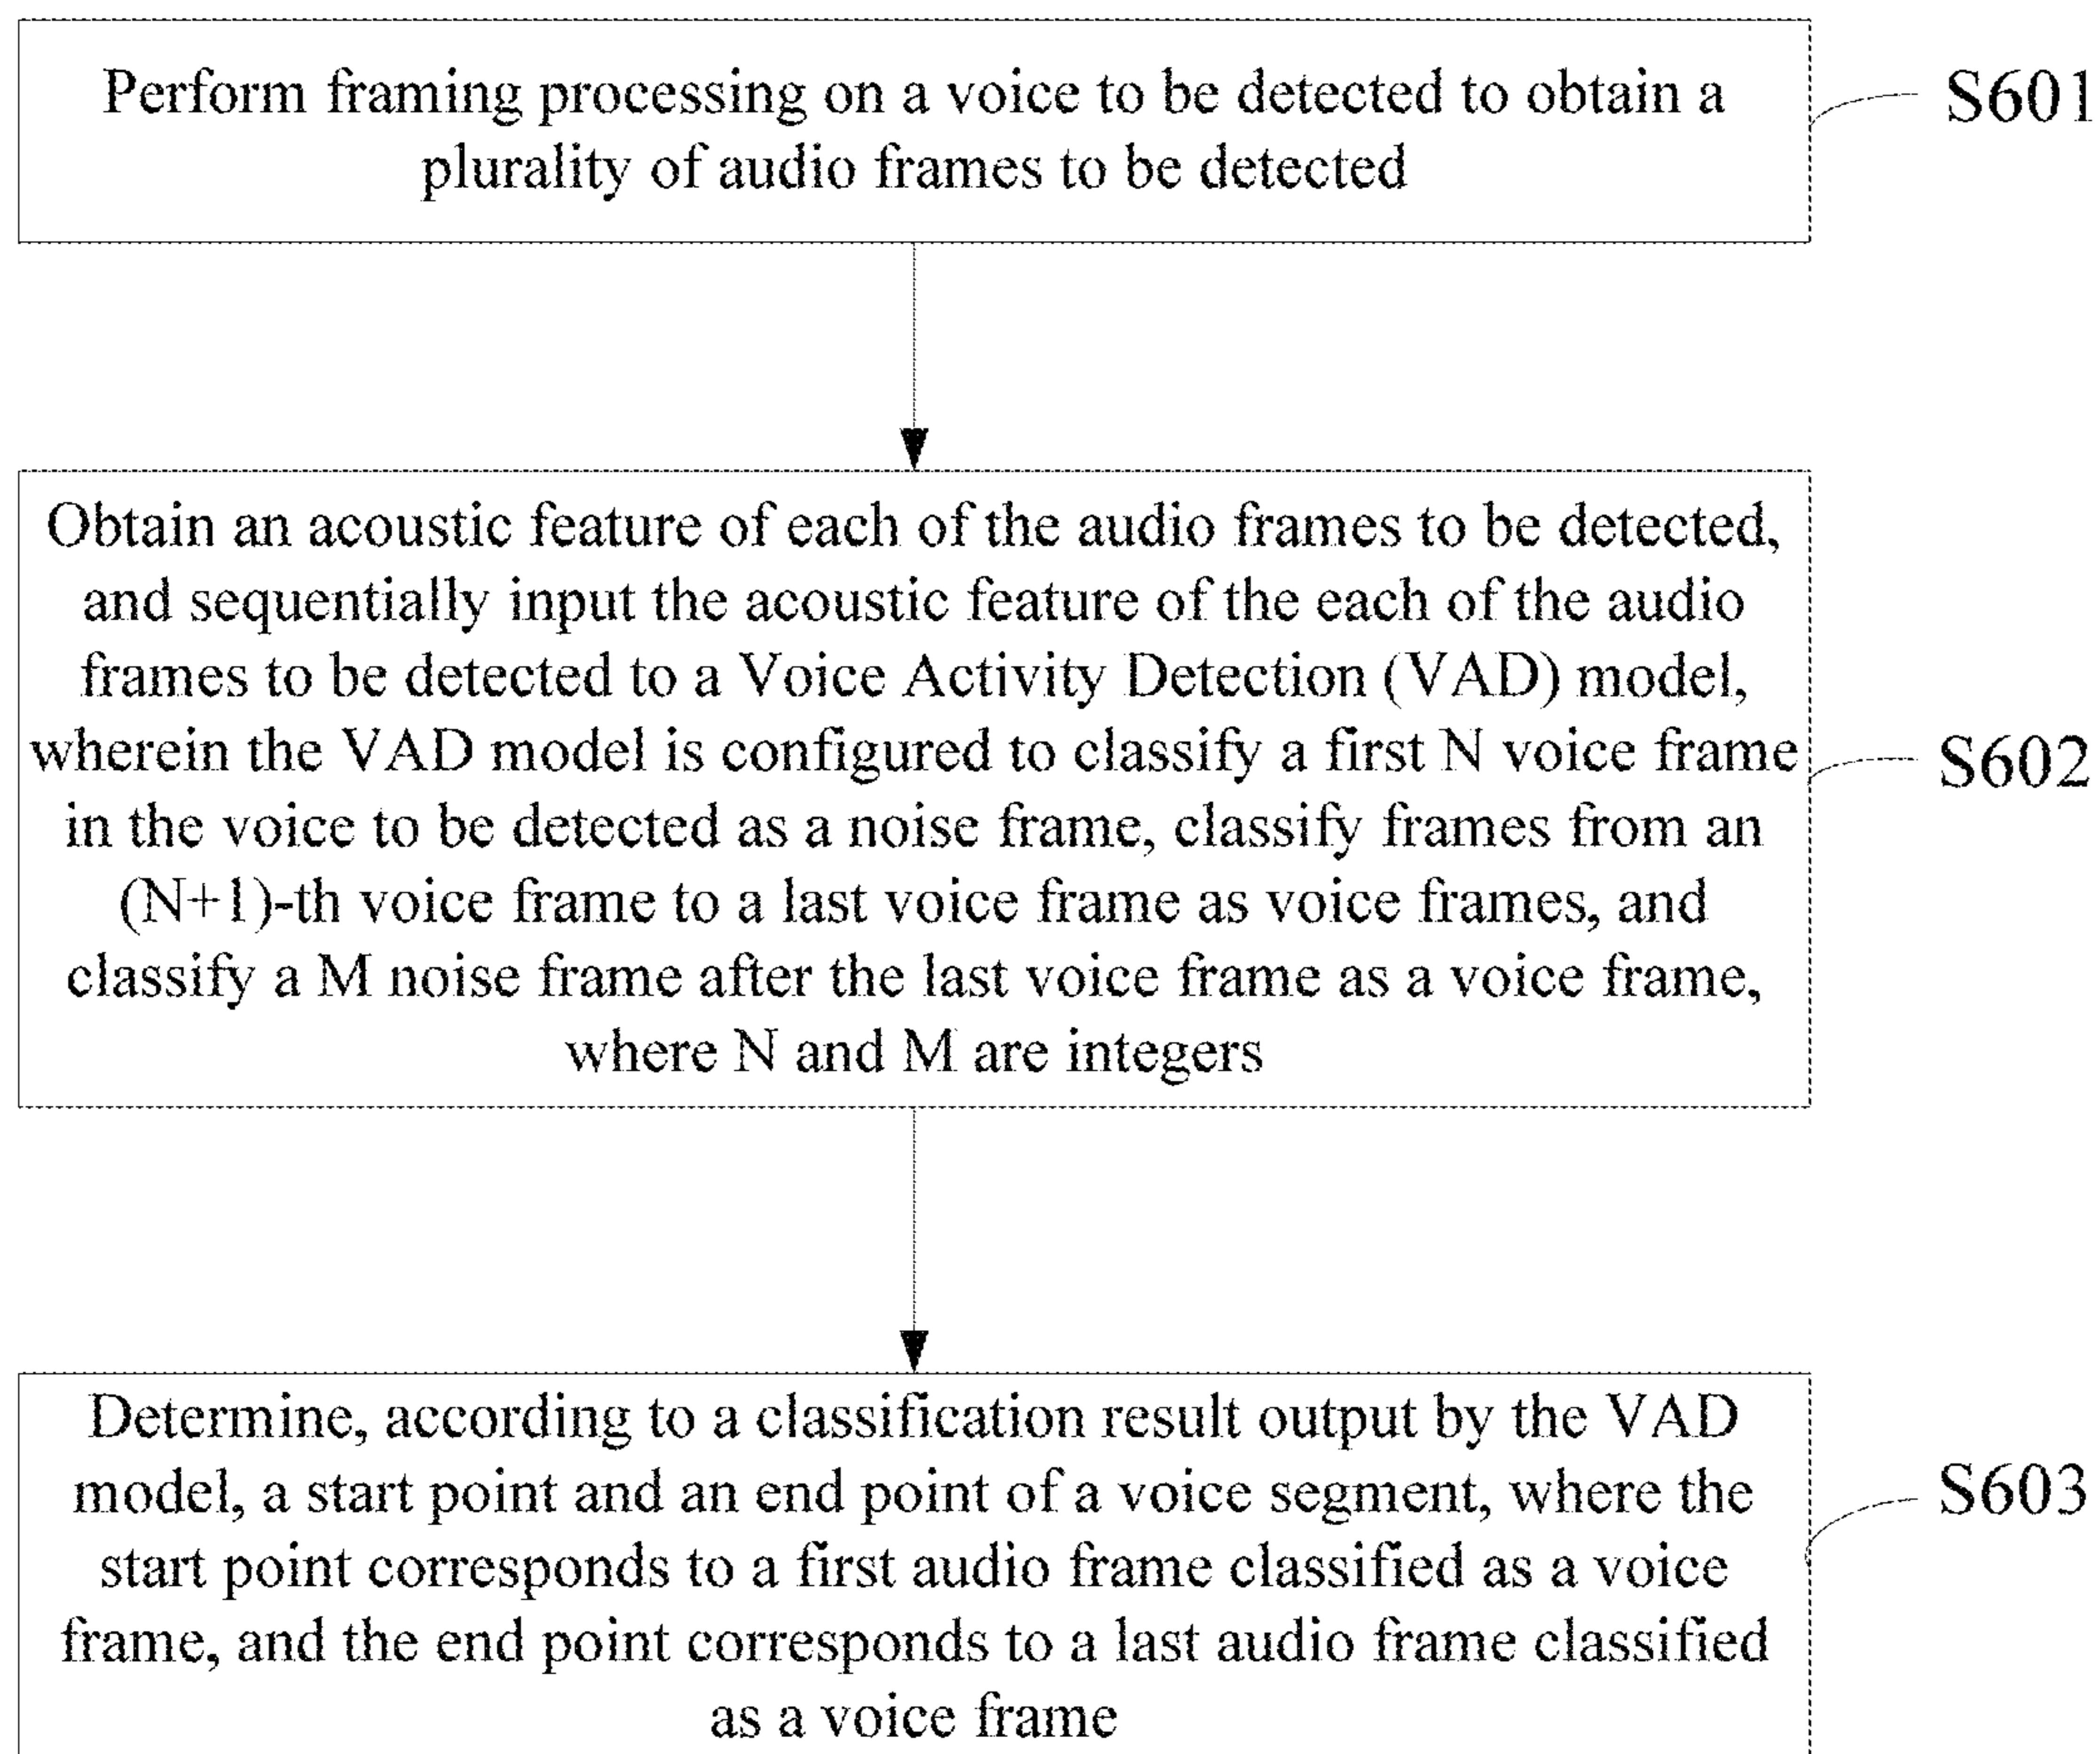 Perform framing processing on a voice to be detected to obtain a
plurality of audio frames to be detected
S601
Obtain an acoustic feature of each of the audio frames to be detected,
and sequentially input the acoustic feature of the each of the audio
frames to be detected to a Voice Activity Detection (VAD) model,
wherein the VAD model is configured to classify a first N voice frame
in the voice to be detected as a noise frame, classify frames from an
(N+1)-th voice frame to a last voice frame as voice frames, and
classify a M noise frame after the last voice frame as a voice frame,
where N and M are integers
S602
Determine, according to a classification result output by the VAD
model, a start point and an end point of a voice segment, where the
start point corresponds to a first audio frame classified as a voice
frame, and the end point corresponds to a last audio frame classified
as a voice frame
S603